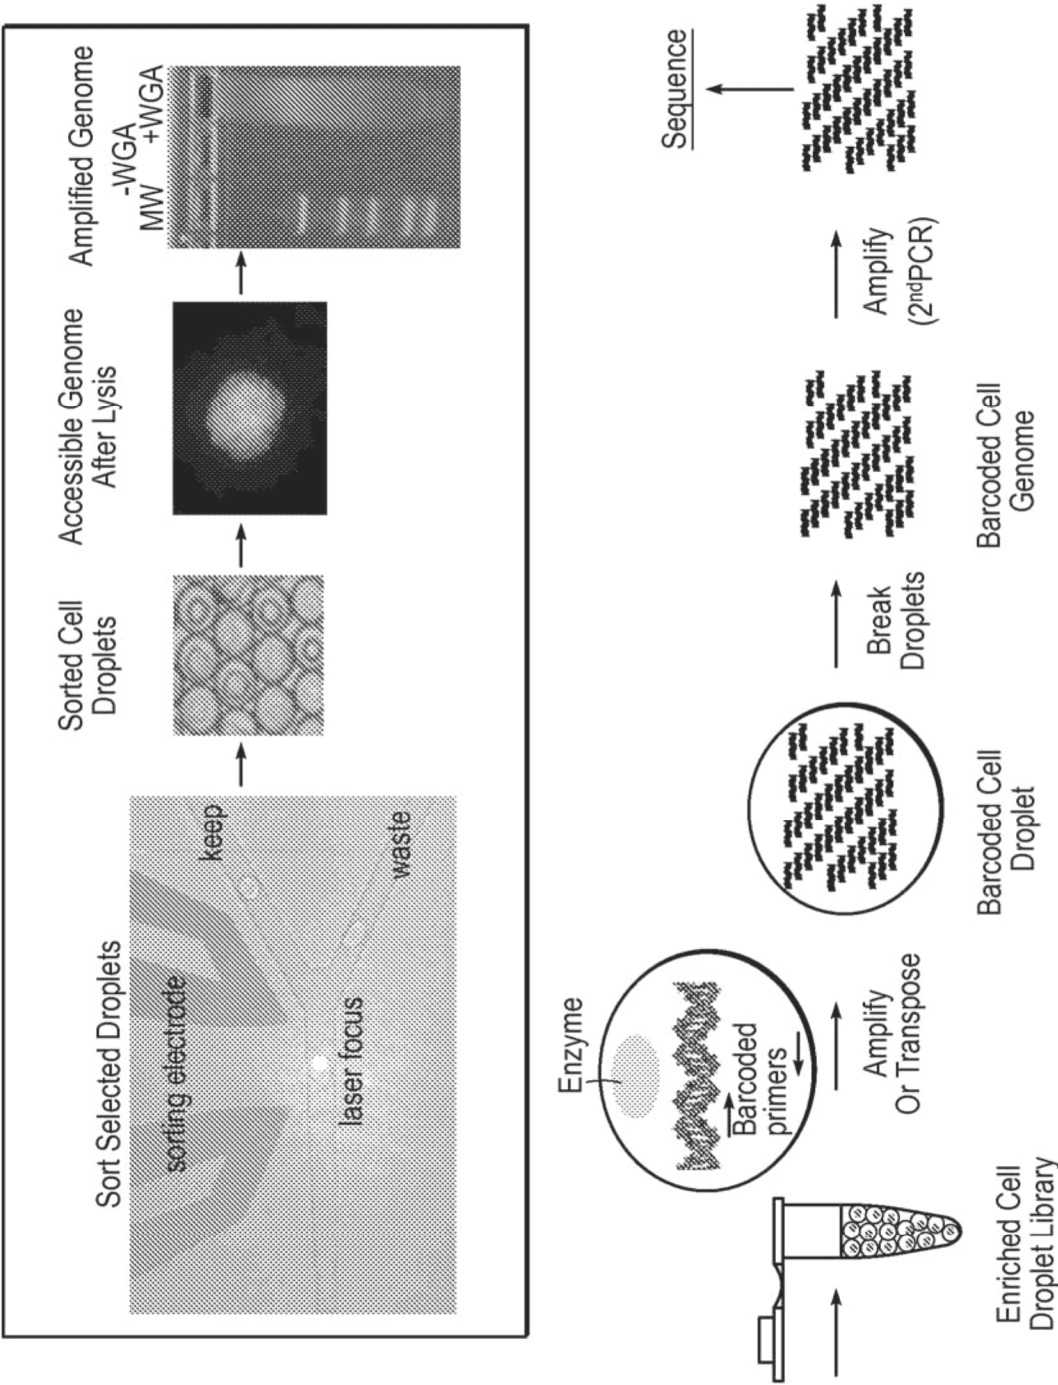 Sort Selected Droplets
sorting electrode
laser focus
keep
waste
Sorted Cell
Droplets
Accessible Genome
After Lysis
Amplified Genome
-WGA
MW +WGA
Enriched Cell
Droplet Library
Enzyme
Barcoded
primers
Amplify
Or Transpose
Barcoded Cell
Droplet
Break
Droplets
Barcoded Cell
Genome
Amplify
(2ndPCR)
Sequence